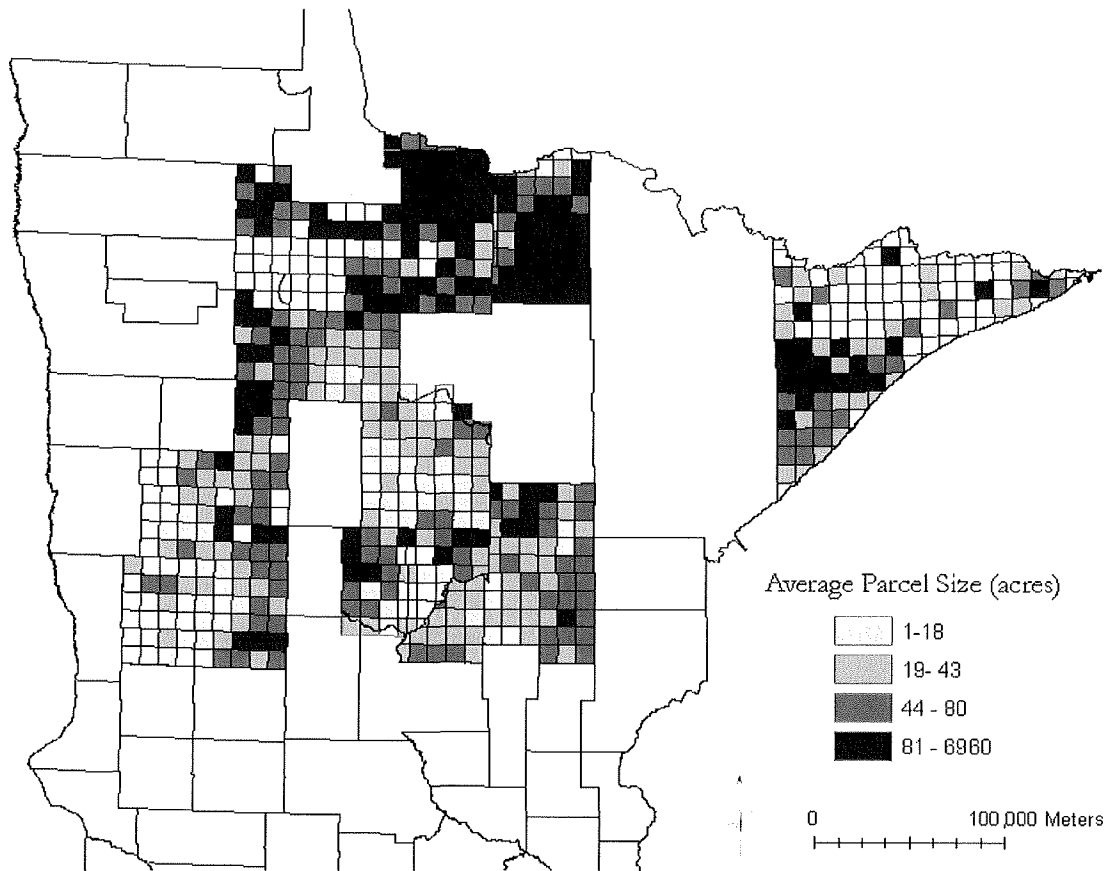 Average Parcel Size (acres)
1-18
19- 43
44 - 80
81 - 6960
0 100,000 Meters